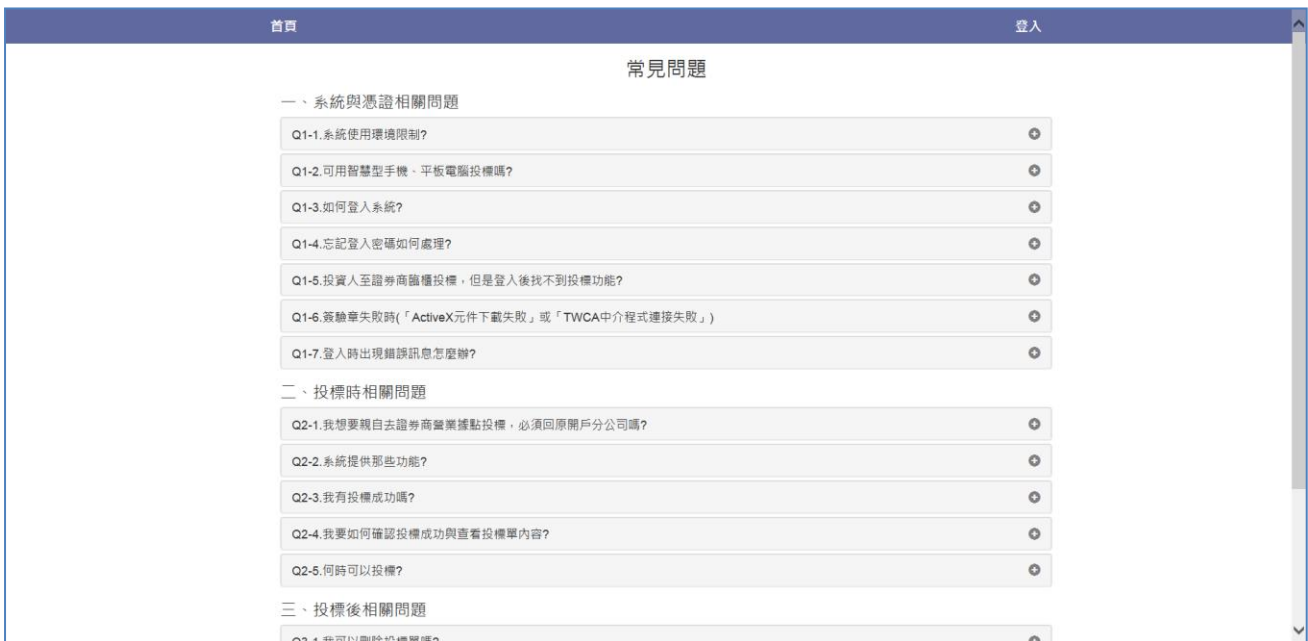 首頁 登入
常見問題
一、系統與憑證相關問題
Q1-1.系統使用環境限制?
Q1-2.可用智慧型手機、平板電腦投標嗎?
Q1-3.如何登入系統?
Q1-4.忘記登入密碼如何處理?
Q1-5.投資人至證券商臨櫃投標，但是登入後找不到投標功能?
Q1-6.簽驗章失敗時(「ActiveX元件下載失敗」或「TWCA中介程式連接失敗」)
Q1-7.登入時出現錯誤訊息怎麼辦?
二、投標時相關問題
Q2-1.我想要親自去證券商營業據點投標，必須回原開戶分公司嗎?
Q2-2.系統提供那些功能?
Q2-3.我有投標成功嗎?
Q2-4.我要如何確認投標成功與查看投標單內容?
Q2-5.何時可以投標?
三、投標後相關問題
Q3-1.我可以刪除投標單嗎?